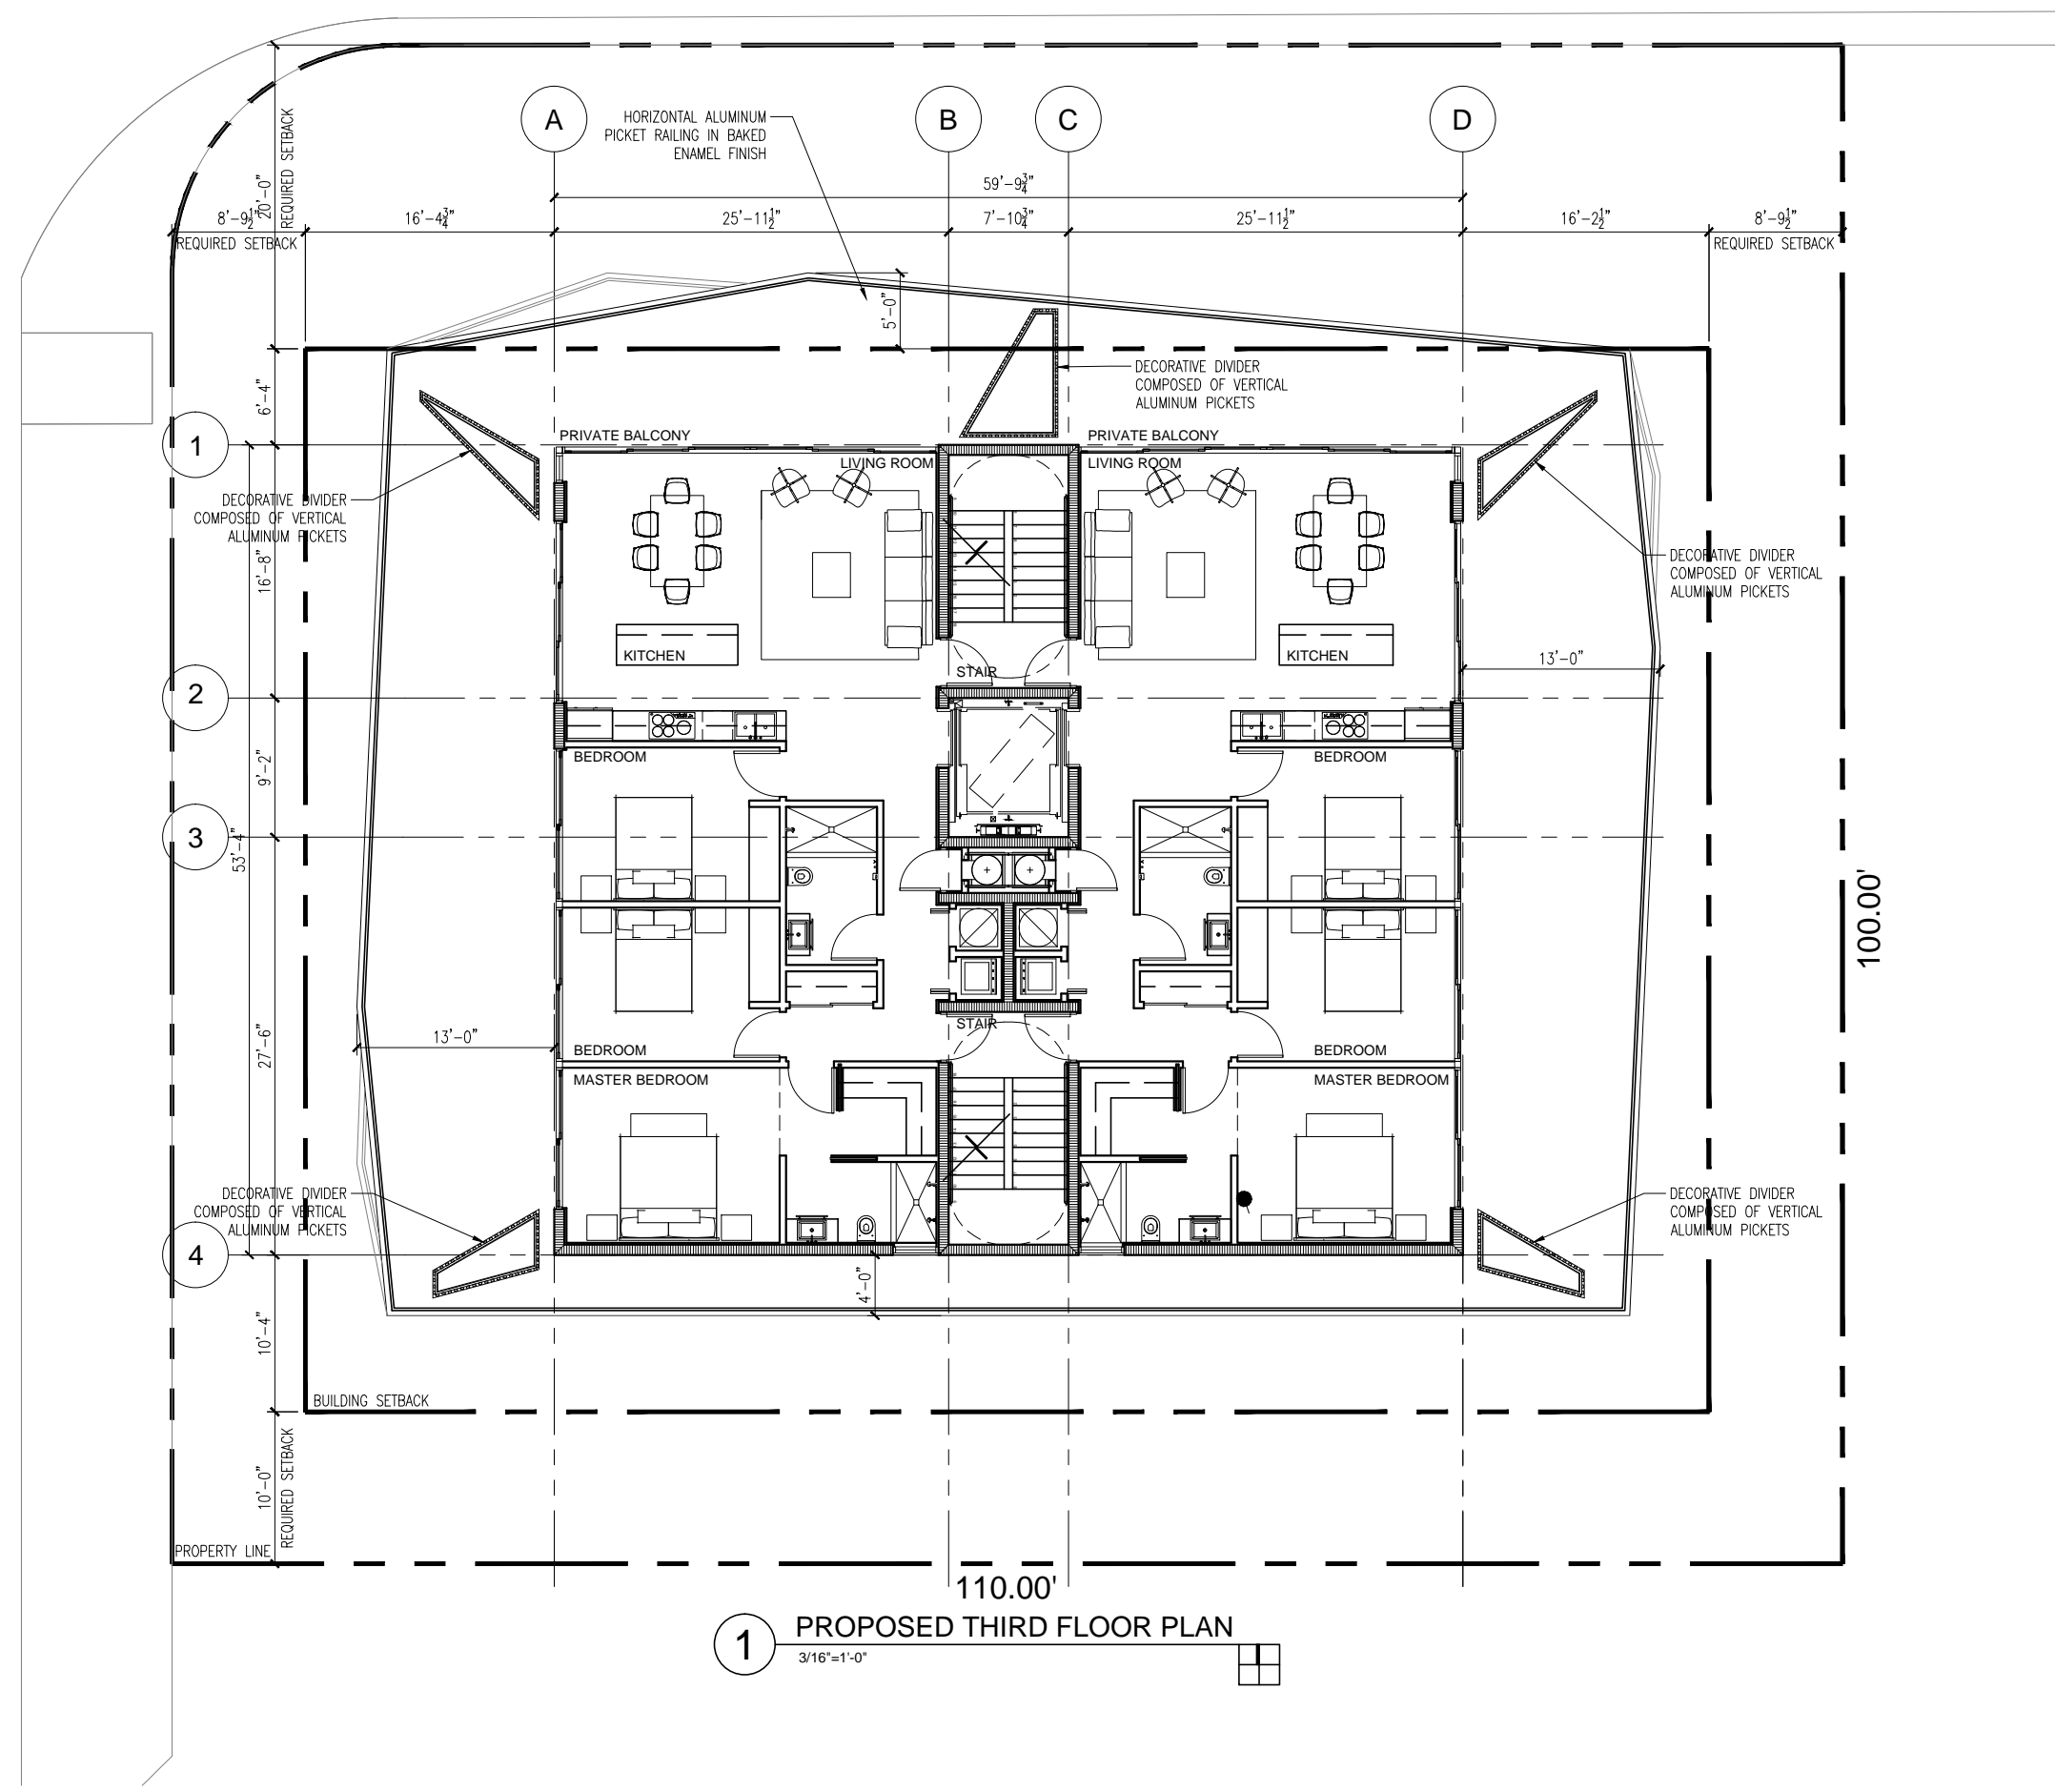 A
B
C
D
HORIZONTAL ALUMINUM
PICKET RAILING IN BAKED
ENAMEL FINISH
20'-0"
REQUIRED SETBACK
59'-9¾"
8'-9½"
16'-4¾"
25'-11½"
7'-10¾"
25'-11½"
16'-2½"
8'-9½"
REQUIRED SETBACK
REQUIRED SETBACK
5'-0"
6'-4"
DECORATIVE DIVIDER
COMPOSED OF VERTICAL
ALUMINUM PICKETS
1
PRIVATE BALCONY
PRIVATE BALCONY
LIVING ROOM
LIVING ROOM
DECORATIVE DIVIDER
COMPOSED OF VERTICAL
ALUMINUM PICKETS
16'-8"
DECORATIVE DIVIDER
COMPOSED OF VERTICAL
ALUMINUM PICKETS
KITCHEN
KITCHEN
13'-0"
STAIR
2
BEDROOM
BEDROOM
9'-2"
3
53'-4"
100.00'
STAIR
13'-0"
27'-6"
BEDROOM
BEDROOM
MASTER BEDROOM
MASTER BEDROOM
DECORATIVE DIVIDER
COMPOSED OF VERTICAL
ALUMINUM PICKETS
DECORATIVE DIVIDER
COMPOSED OF VERTICAL
ALUMINUM PICKETS
4
4'-0"
10'-4"
BUILDING SETBACK
10'-0"
REQUIRED SETBACK
PROPERTY LINE
110.00'
1
PROPOSED THIRD FLOOR PLAN
3/16"=1'-0"